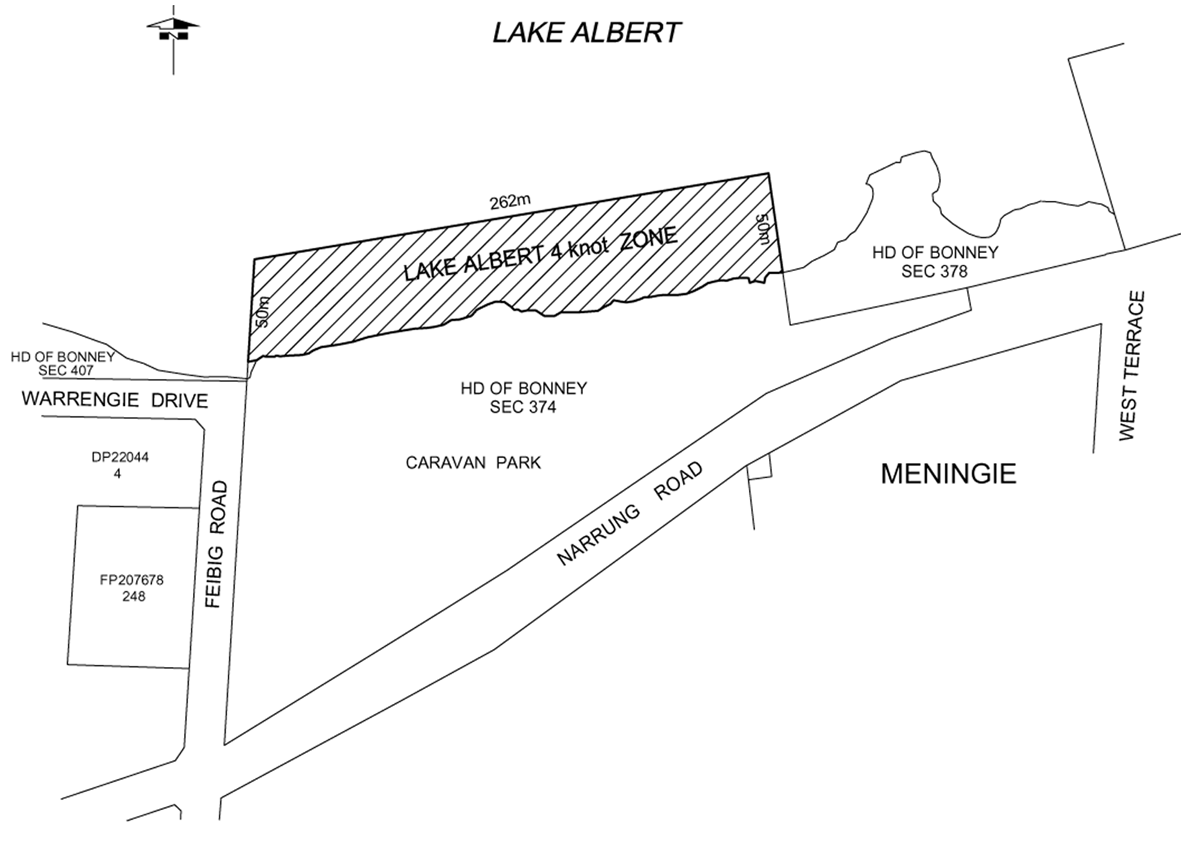 N
LAKE ALBERT
262m
50m
LAKE ALBERT 4 knot ZONE
50m
HD OF BONNEY
SEC 378
HD OF BONNEY
SEC 407
WARRENGIE DRIVE
HD OF BONNEY
SEC 374
CARAVAN PARK
WEST TERRACE
DP22044
4
MENINGIE
NARRUNG ROAD
FEIBIG ROAD
FP207678
248